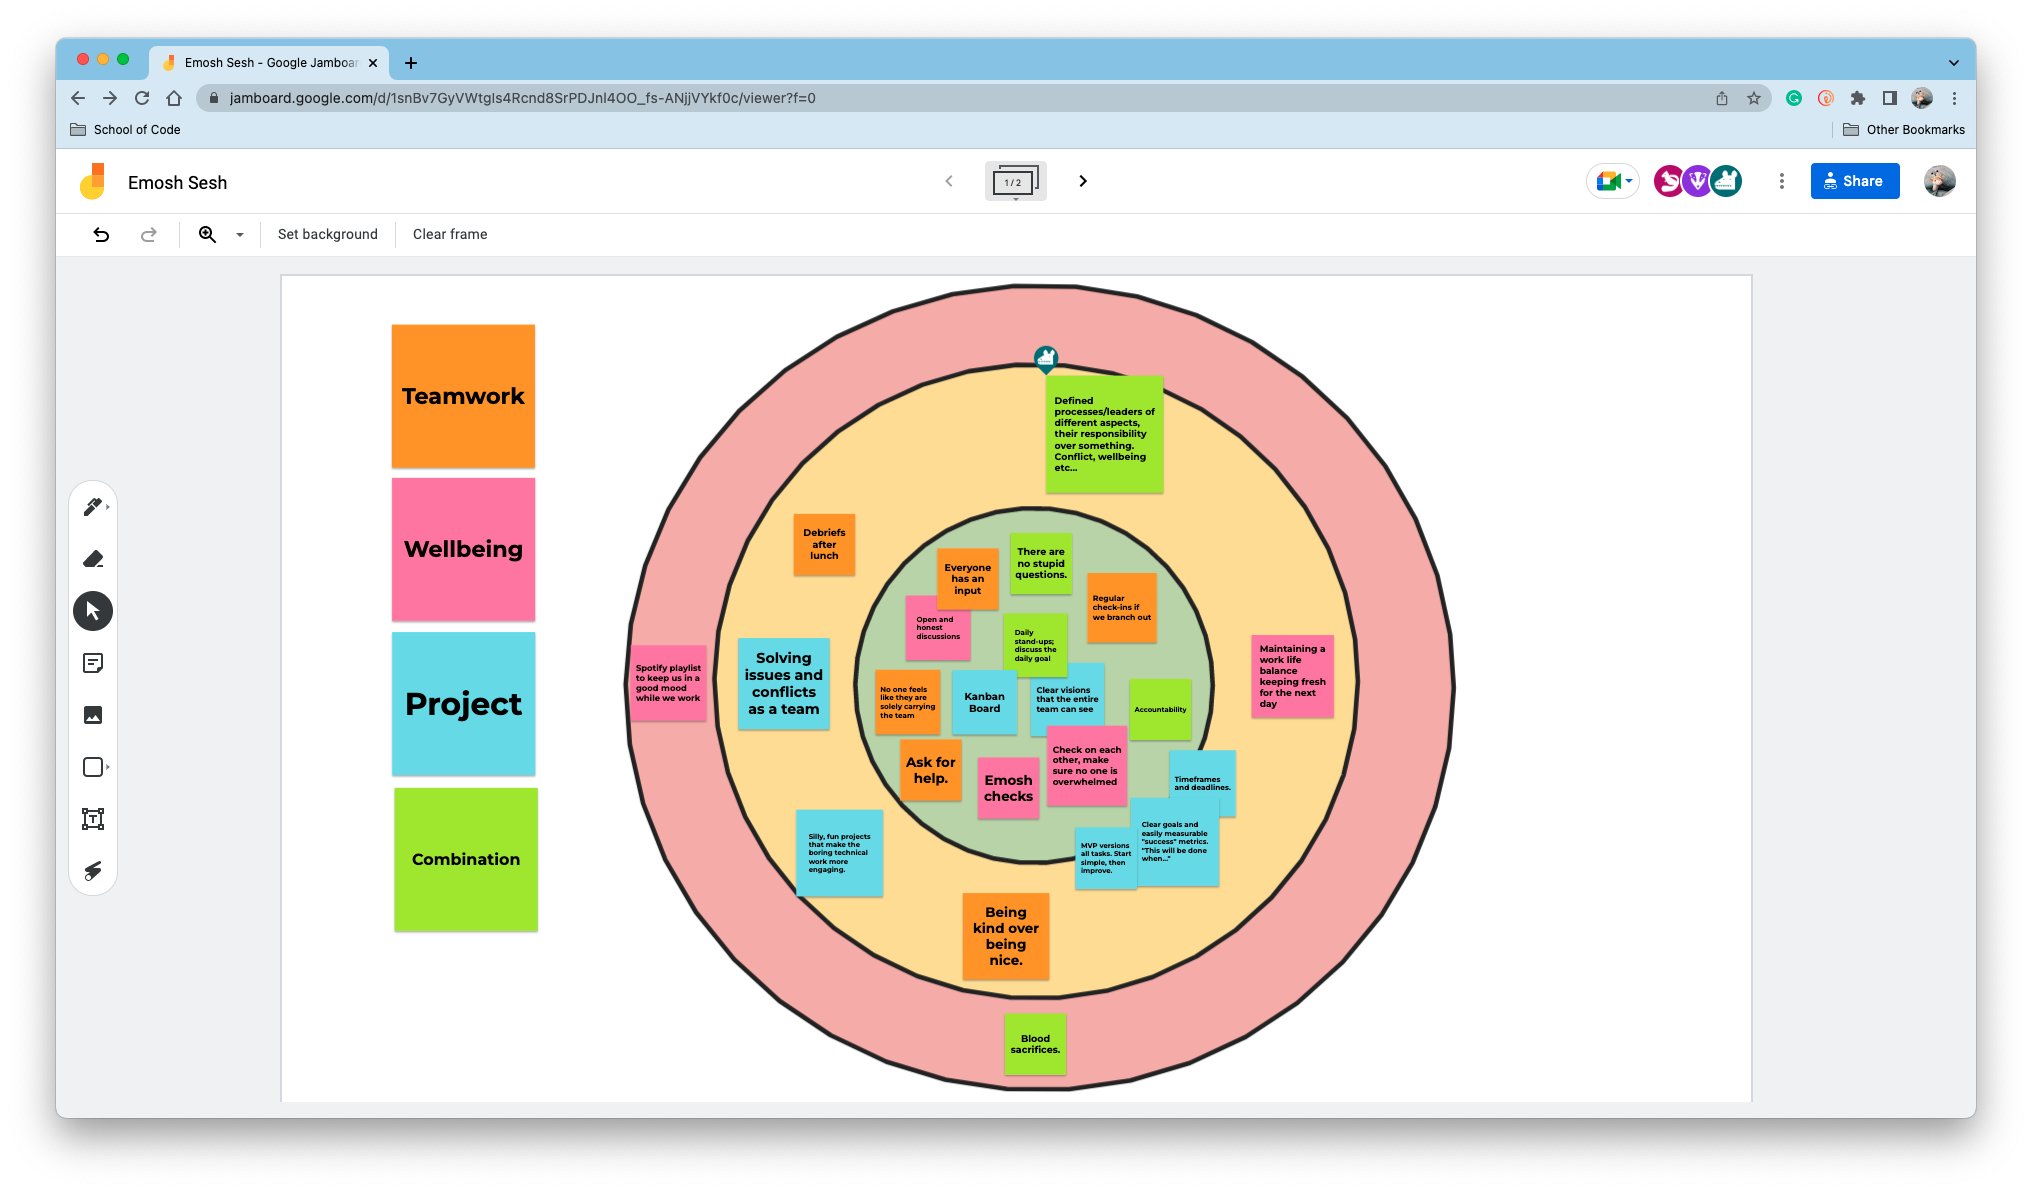 Emosh Sesh - Google Jamboar
jamboard.google.com/d/1snBv7GyVWtgIs4Rcnd8SrPDJnI4OO_fs-ANjjVYkf0c/viewer?f=0
School of Code
Other Bookmarks
Emosh Sesh
1 / 2
Share
Set background
Clear frame
Teamwork
Wellbeing
Project
Combination
Defined
processes/leaders of
different aspects,
their responsibility
over something.
Conflict, wellbeing
etc...
Debriefs
after
lunch
Everyone
has an
input
There are
no stupid
questions.
Regular
check-ins if
we branch out
Open and
honest
discussions
Daily
stand-ups;
discuss the
daily goal
Spotify playlist
to keep us in a
good mood
while we work
Solving
issues and
conflicts
as a team
No one feels
like they are
solely carrying
the team
Kanban
Board
Clear visions
that the entire
team can see
Accountability
Maintaining a
work life
balance
keeping fresh
for the next
day
Ask for
help.
Emosh
checks
Check on each
other, make
sure no one is
overwhelmed
Timeframes
and deadlines.
Silly, fun projects
that make the
boring technical
work more
engaging.
MVP versions
all tasks. Start
simple, then
improve.
Clear goals and
easily measurable
"success" metrics.
"This will be done
when..."
Being
kind over
being
nice.
Blood
sacrifices.